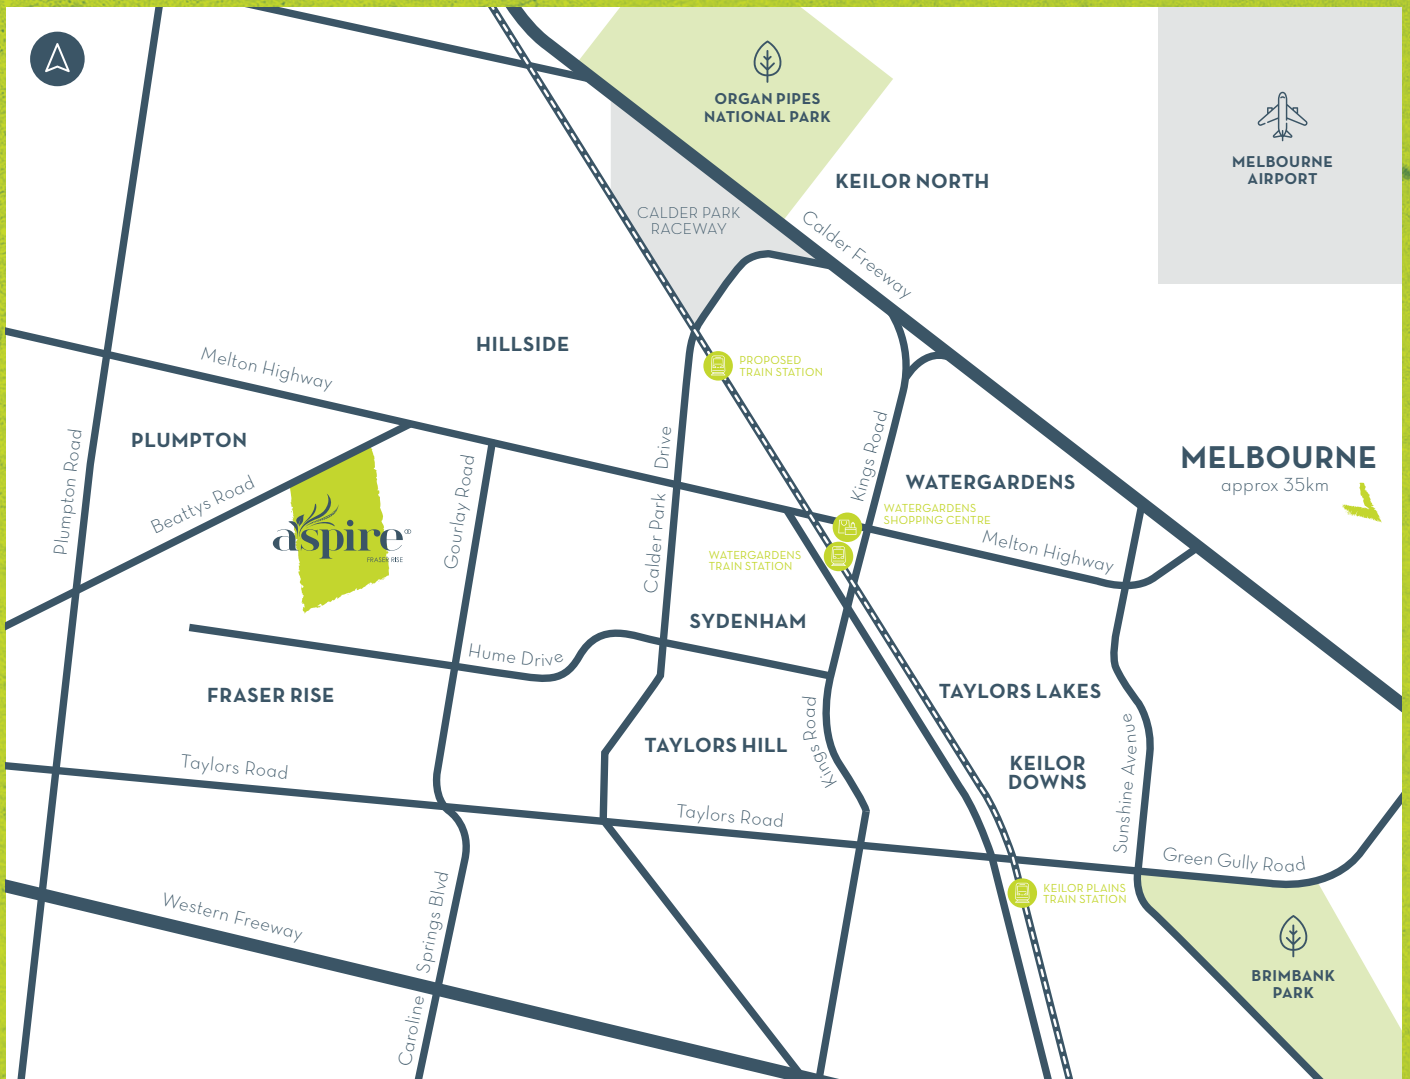 ORGAN PIPES
NATIONAL PARK
MELBOURNE
AIRPORT
KEILOR NORTH
CALDER PARK
RACEWAY
Calder Freeway
HILLSIDE
Melton Highway
PROPOSED
TRAIN STATION
PLUMPTON
Plumpton Road
Beattys Road
aspire®
FRASER RISE
Gourlay Road
Calder Park Drive
Kings Road
WATERGARDENS
MELBOURNE
approx 35km
WATERGARDENS
SHOPPING CENTRE
Melton Highway
WATERGARDENS
TRAIN STATION
SYDENHAM
Hume Drive
FRASER RISE
TAYLORS LAKES
TAYLORS HILL
Kings Road
KEILOR
DOWNS
Sunshine Avenue
Taylors Road
Taylors Road
Green Gully Road
KEILOR PLAINS
TRAIN STATION
Western Freeway
Caroline Springs Blvd
BRIMBANK
PARK